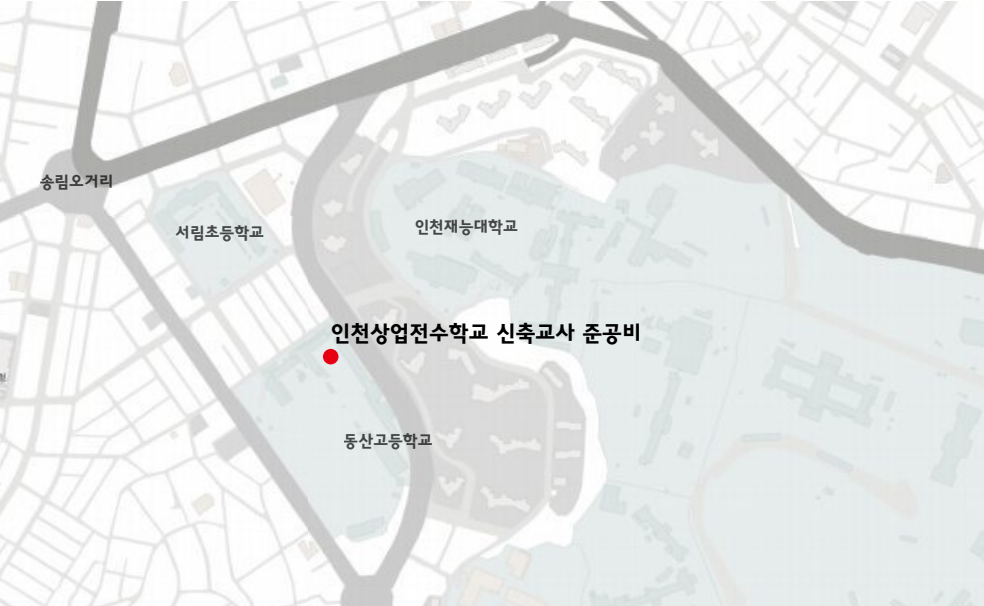 송림오거리
서림초등학교
인천재능대학교
인천상업전수학교 신축교사 준공비
동산고등학교